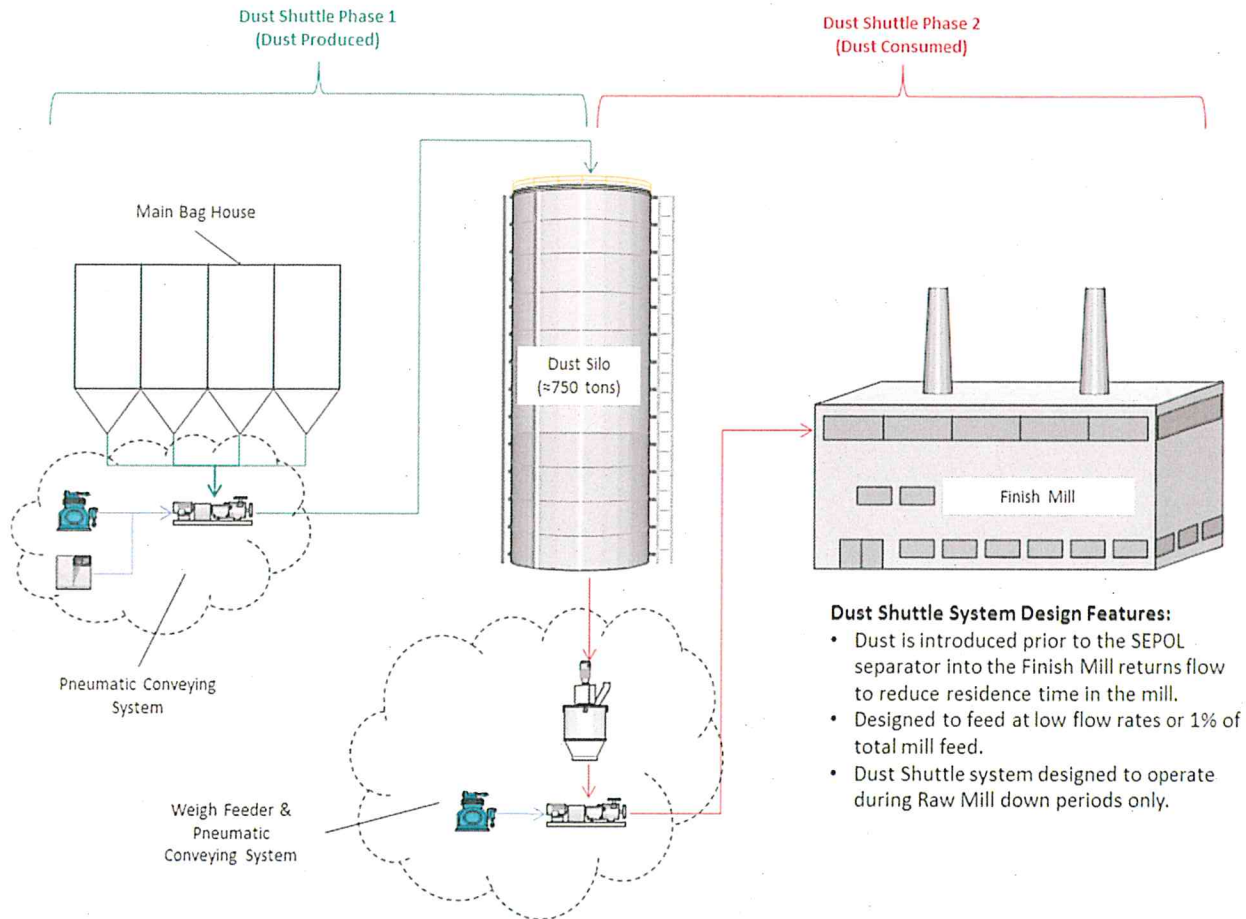 Dust Shuttle Phase 1
(Dust Produced)
Dust Shuttle Phase 2
(Dust Consumed)
Main Bag House
Dust Silo
(≈750 tons)
Finish Mill
Pneumatic Conveying
System
Weigh Feeder &
Pneumatic
Conveying System
Dust Shuttle System Design Features:
• Dust is introduced prior to the SEPOL
separator into the Finish Mill returns flow
to reduce residence time in the mill.
• Designed to feed at low flow rates or 1% of
total mill feed.
• Dust Shuttle system designed to operate
during Raw Mill down periods only.